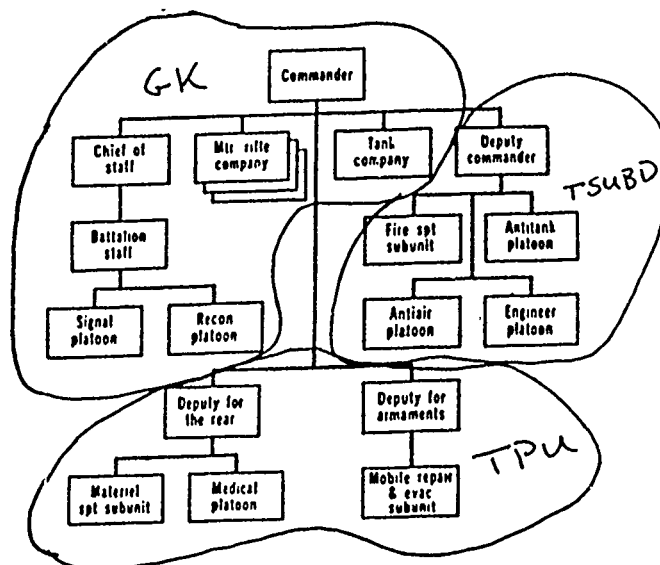 GK
Commander
Chief of
staff
Mtr rifle
company
Tank
company
Deputy
commander
TSUBD
Battalion
staff
Fire spt
subunit
Antitank
platoon
Signal
platoon
Recon
platoon
Antiair
platoon
Engineer
platoon
Deputy for
the rear
Deputy for
armaments
TPU
Materiel
spt subunit
Medical
platoon
Mobile repair
& evac
subunit